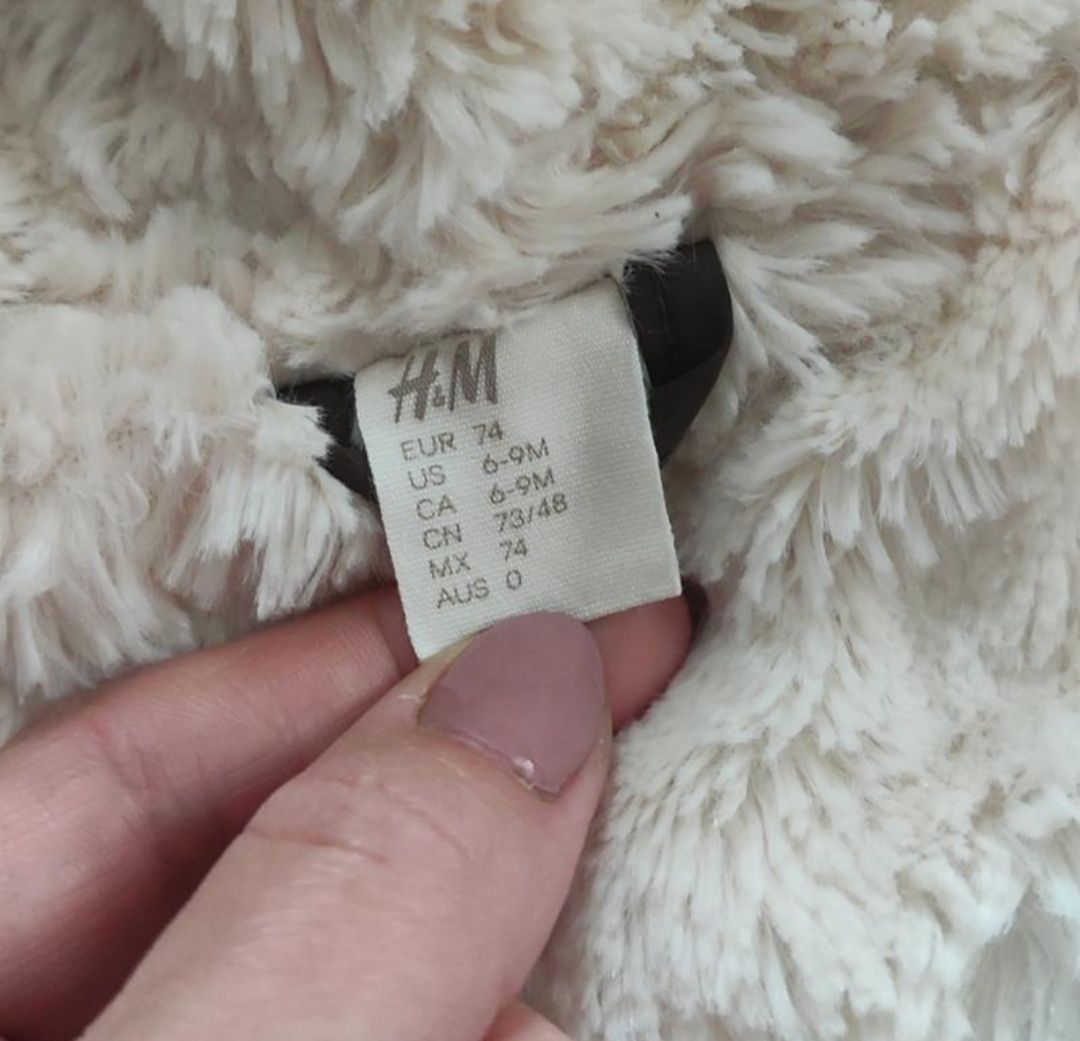 H&M
EUR 74
US 6-9M
CA 6-9M
CN 73/48
MX 74
AUS 0